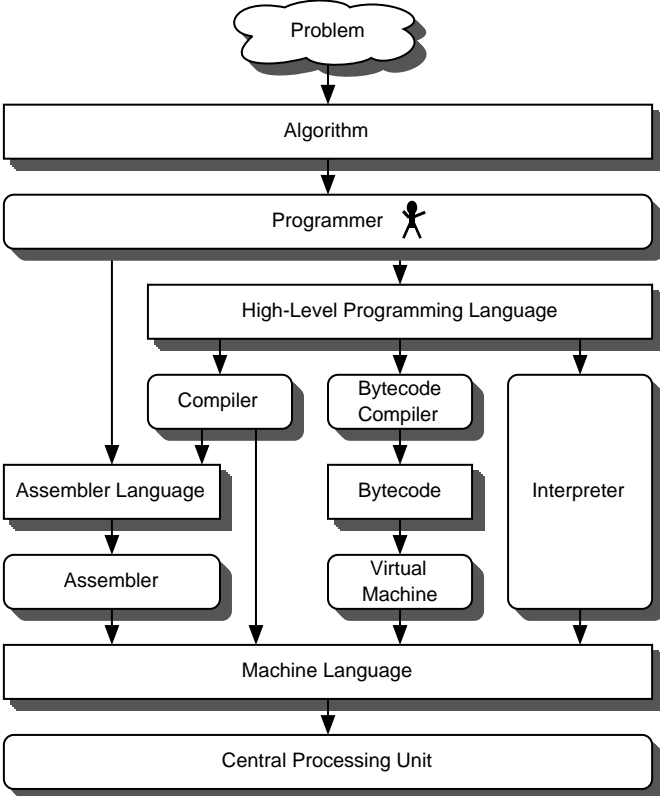 Problem
Algorithm
Programmer
High-Level Programming Language
Compiler
Bytecode
Compiler
Assembler Language
Bytecode
Interpreter
Assembler
Virtual
Machine
Machine Language
Central Processing Unit